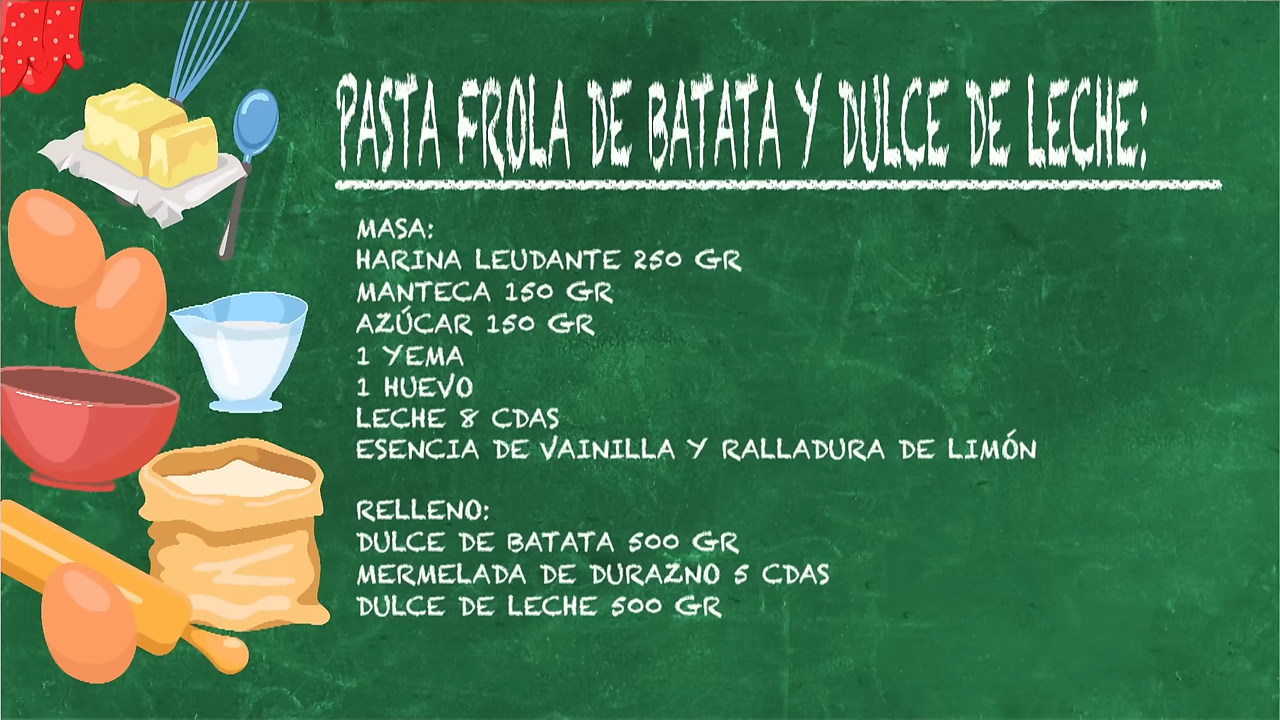 PASTA FROLA DE BATATA Y DULCE DE LECHE:
MASA:
HARINA LEUDANTE 250 GR
MANTECA 150 GR
AZÚCAR 150 GR
1 YEMA
1 HUEVO
LECHE 8 CDAS
ESENCIA DE VAINILLA Y RALLADURA DE LIMÓN
RELLENO:
DULCE DE BATATA 500 GR
MERMELADA DE DURAZNO 5 CDAS
DULCE DE LECHE 500 GR